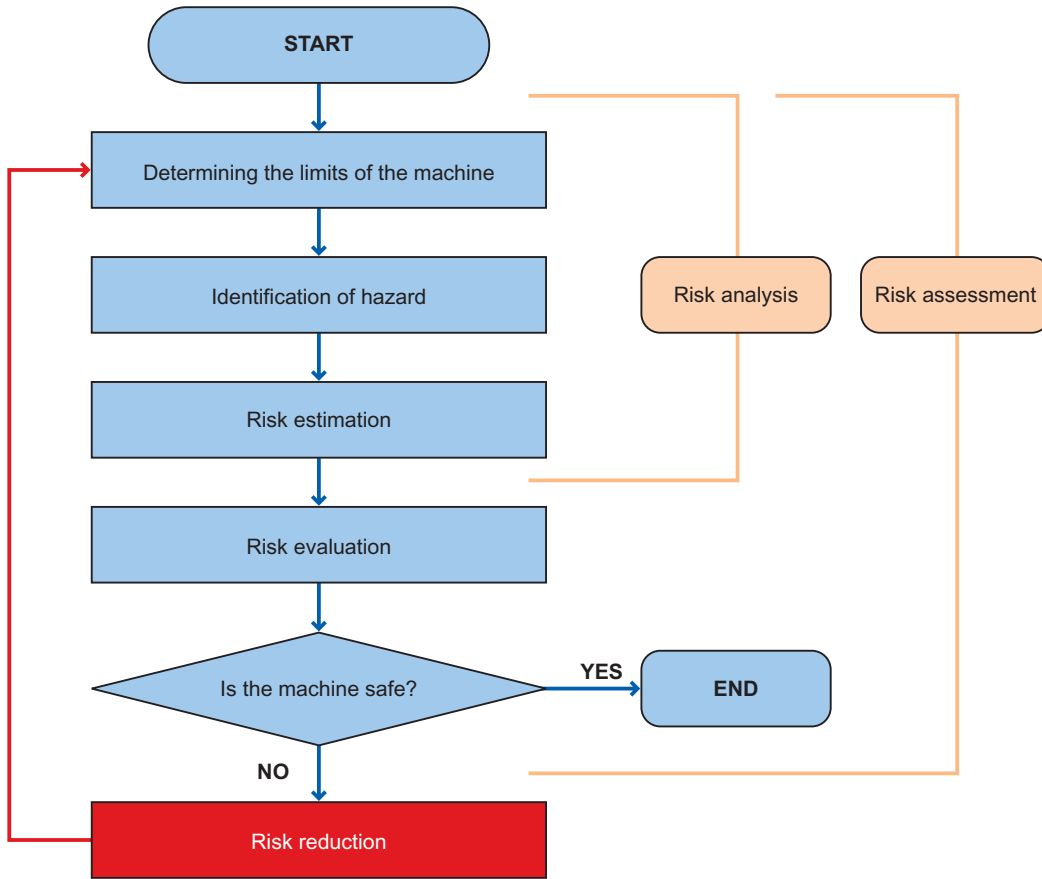 START
Determining the limits of the machine
Identification of hazard
Risk analysis
Risk assessment
Risk estimation
Risk evaluation
Is the machine safe?
YES
END
NO
Risk reduction